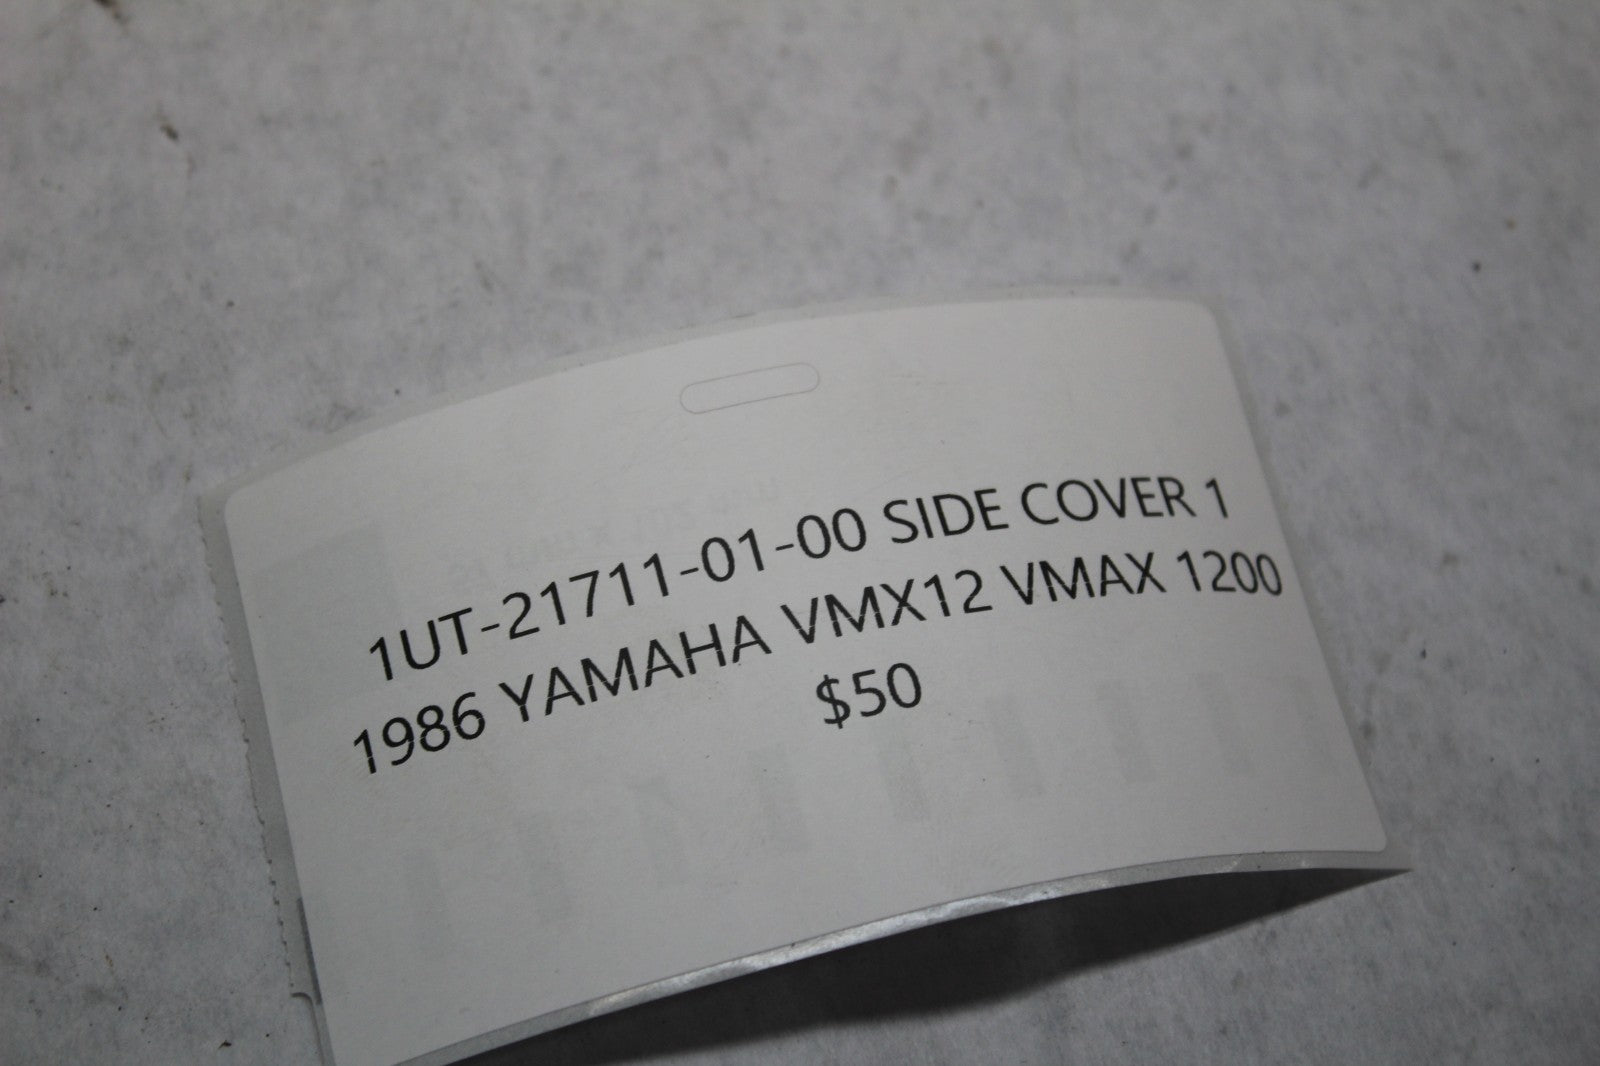 1UT-21711-01-00 SIDE COVER 1
1986 YAMAHA VMX12 VMAX 1200
$50